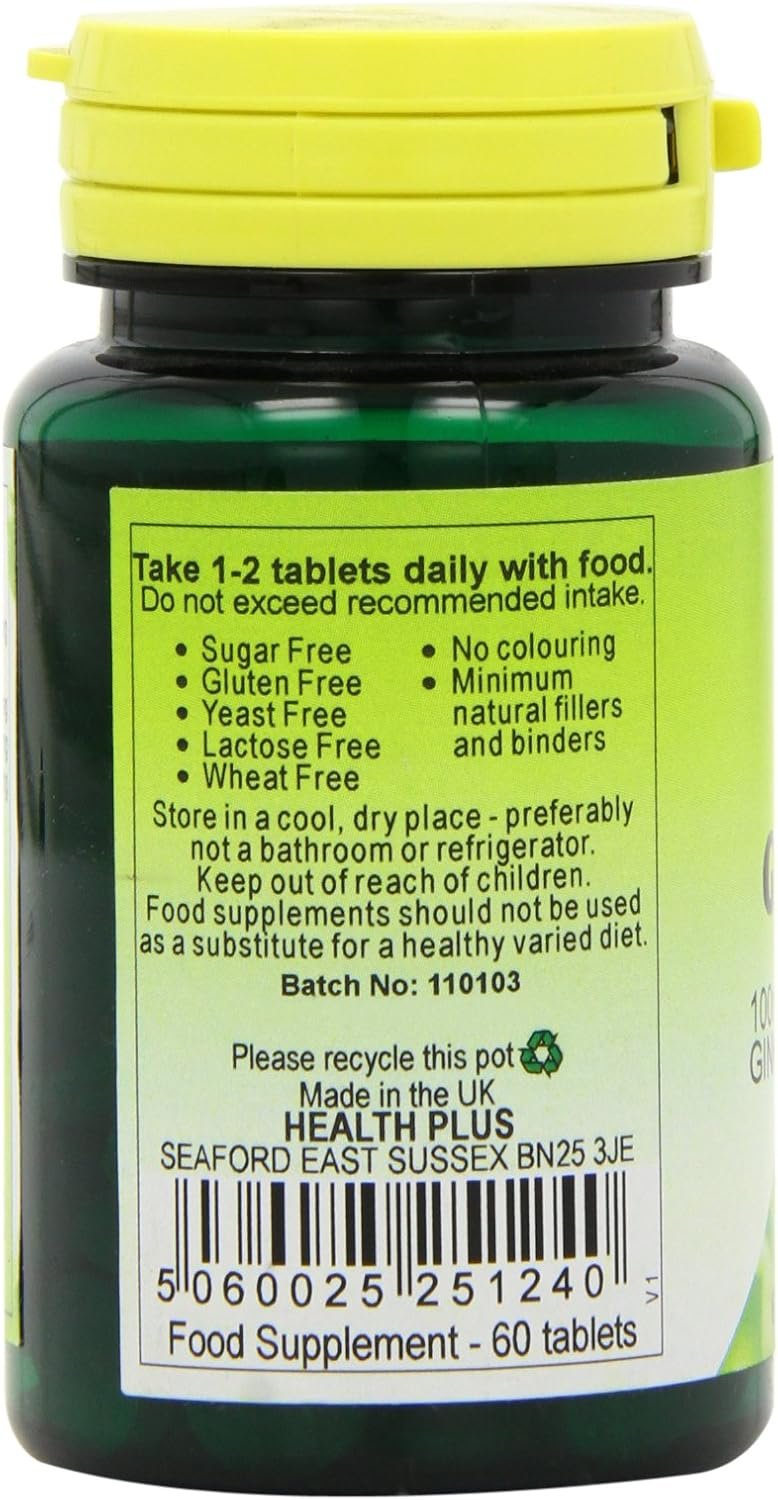 Take 1-2 tablets daily with food.
Do not exceed recommended intake.
• Sugar Free
• Gluten Free
• Yeast Free
• Lactose Free
• Wheat Free
• No colouring
• Minimum
natural fillers
and binders
Store in a cool, dry place - preferably
not a bathroom or refrigerator.
Keep out of reach of children.
Food supplements should not be used
as a substitute for a healthy varied diet.
Batch No: 110103
Please recycle this pot
Made in the UK
HEALTH PLUS
SEAFORD EAST SUSSEX BN25 3JE
5 060025 251240
V1
Food Supplement - 60 tablets